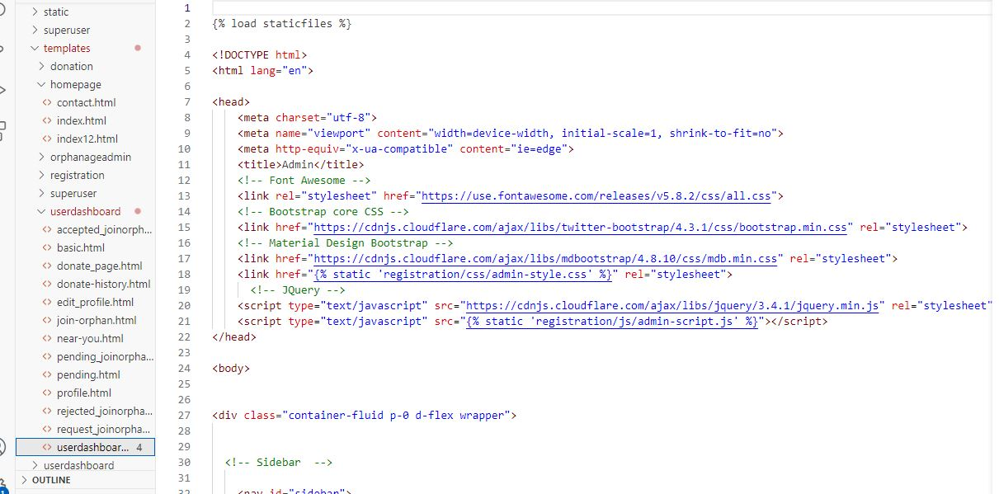 static
superuser
templates
donation
homepage
contact.html
index.html
index12.html
orphanageadmin
registration
superuser
userdashboard
accepted_joinorph...
basic.html
donate_page.html
donate-history.html
edit_profile.html
join-orphan.html
near-you.html
pending_joinorpha...
pending.html
profile.html
rejected_joinorpha...
request_joinorpha...
userdashboar... 4
userdashboard
OUTLINE
1
2 {% load staticfiles %}
3
4 <!DOCTYPE html>
5 <html lang="en">
6
7 <head>
8 <meta charset="utf-8">
9 <meta name="viewport" content="width=device-width, initial-scale=1, shrink-to-fit=no">
10 <meta http-equiv="x-ua-compatible" content="ie=edge">
11 <title>Admin</title>
12 <!-- Font Awesome -->
13 <link rel="stylesheet" href="https://use.fontawesome.com/releases/v5.8.2/css/all.css">
14 <!-- Bootstrap core CSS -->
15 <link href="https://cdnjs.cloudflare.com/ajax/libs/twitter-bootstrap/4.3.1/css/bootstrap.min.css" rel="stylesheet">
16 <!-- Material Design Bootstrap -->
17 <link href="https://cdnjs.cloudflare.com/ajax/libs/mdbootstrap/4.8.10/css/mdb.min.css" rel="stylesheet">
18 <link href="{% static 'registration/css/admin-style.css' %}" rel="stylesheet">
19 <!-- JQuery -->
20 <script type="text/javascript" src="https://cdnjs.cloudflare.com/ajax/libs/jquery/3.4.1/jquery.min.js" rel="stylesheet"
21 <script type="text/javascript" src="{% static 'registration/js/admin-script.js' %}"></script>
22 </head>
23
24 <body>
25
26
27 <div class="container-fluid p-0 d-flex wrapper">
28
29
30 <!-- Sidebar -->
31
32 <nav id="sidebar">